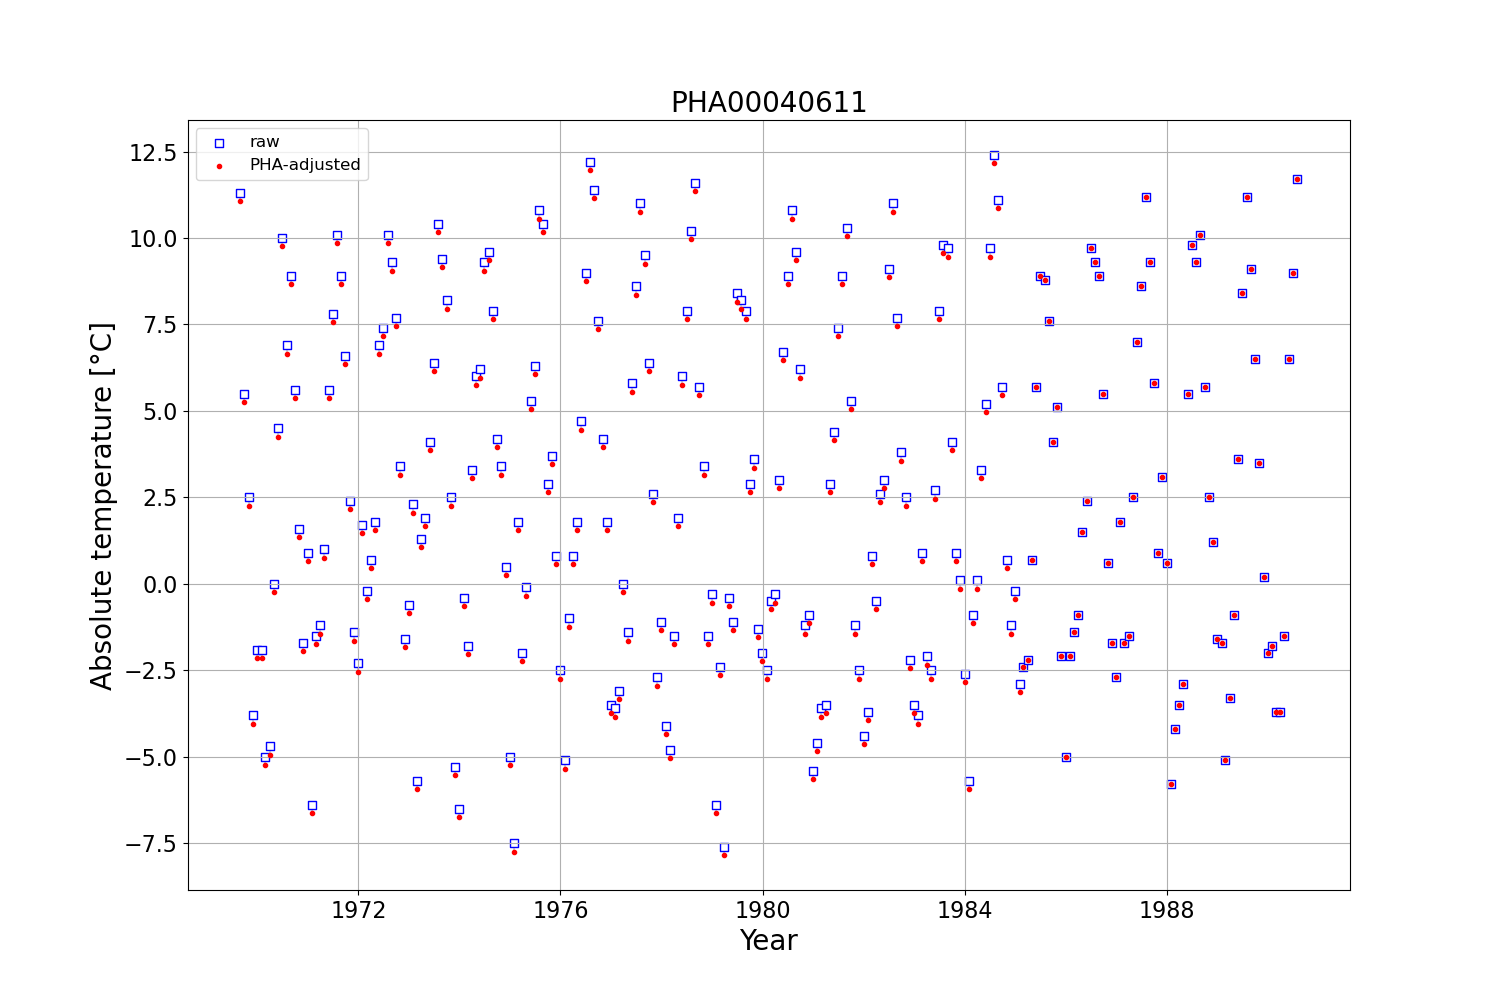 PHA00040611
raw
PHA-adjusted
12.5
10.0
7.5
5.0
2.5
0.0
−2.5
−5.0
−7.5
Absolute temperature [°C]
1972 1976 1980 1984 1988
Year